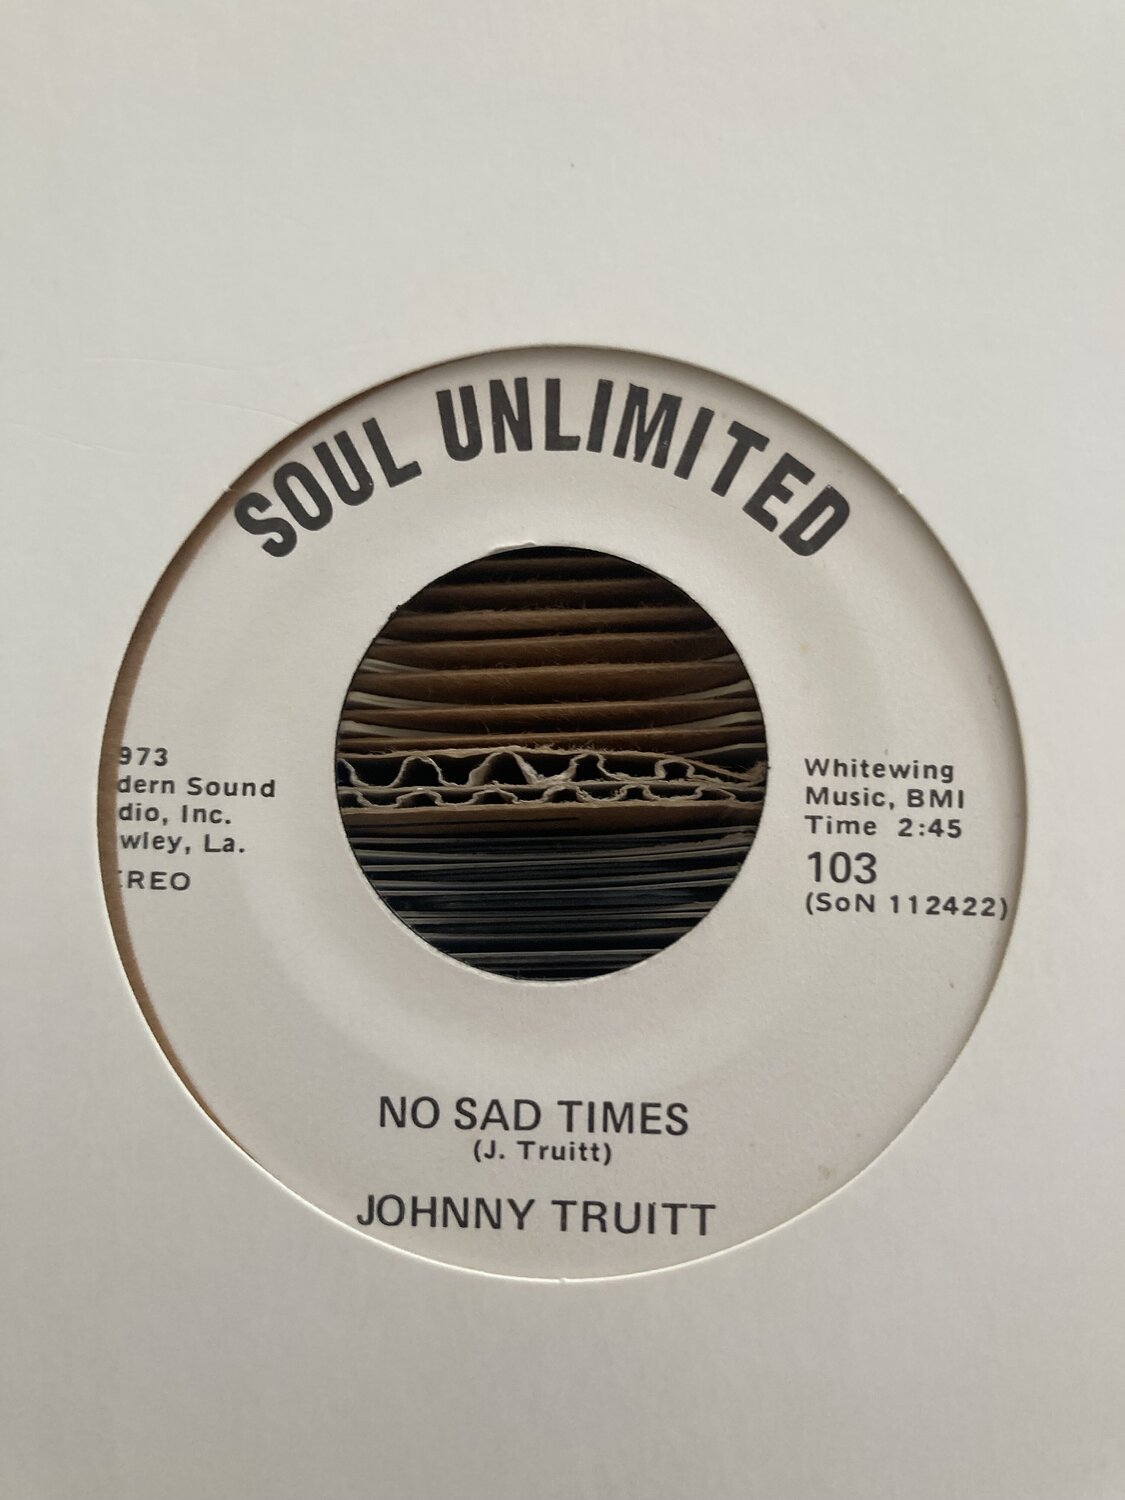 SOUL UNLIMITED
973
dern Sound
dio, Inc.
wley, La.
REO
Whitewing
Music, BMI
Time 2:45
103
(SoN 112422)
NO SAD TIMES
(J. Truitt)
JOHNNY TRUITT